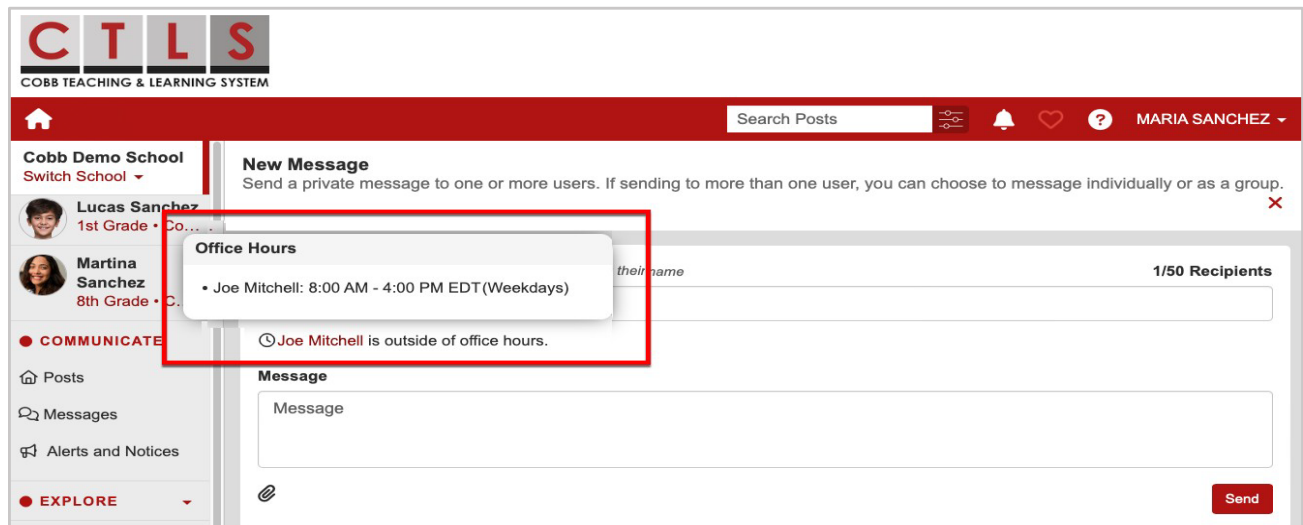 CTLS
COBB TEACHING & LEARNING SYSTEM
Search Posts
MARIA SANCHEZ
Cobb Demo School
Switch School
Lucas Sanchez
1st Grade • Co...
Martina
Sanchez
8th Grade • C...
COMMUNICATE
Posts
Messages
Alerts and Notices
EXPLORE
New Message
Send a private message to one or more users. If sending to more than one user, you can choose to message individually or as a group.
Office Hours
• Joe Mitchell: 8:00 AM - 4:00 PM EDT(Weekdays)
their name
1/50 Recipients
Joe Mitchell is outside of office hours.
Message
Message
Send